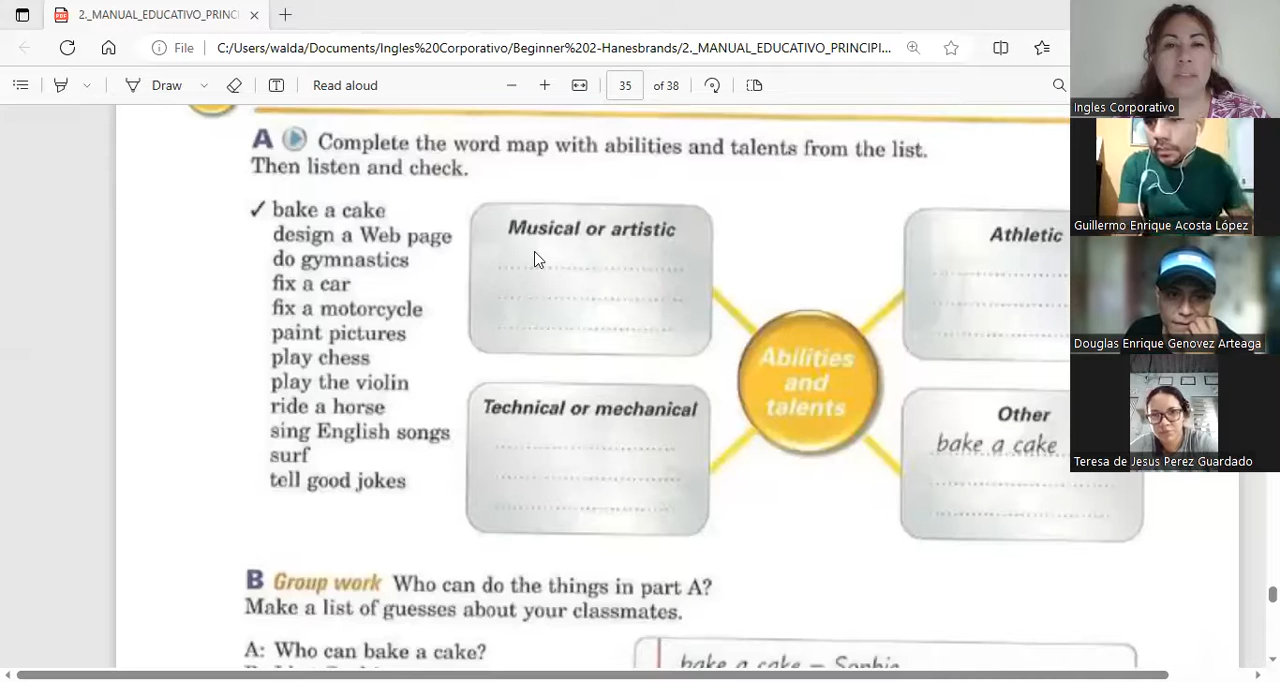 2._MANUAL_EDUCATIVO_PRINCI
File
C:/Users/walda/Documents/Ingles%20Corporativo/Beginner%202-Hanesbrands/2._MANUAL_EDUCATIVO_PRINCIPI...
Draw
Read aloud
35 of 38
A Complete the word map with abilities and talents from the list.
Then listen and check.
✓ bake a cake
design a Web page
do gymnastics
fix a car
fix a motorcycle
paint pictures
play chess
play the violin
ride a horse
sing English songs
surf
tell good jokes
Musical or artistic
Technical or mechanical
Abilities
and
talents
Athletic
Other
bake a cake
B Group work Who can do the things in part A?
Make a list of guesses about your classmates.
A: Who can bake a cake?
bake a cake – Sophie
Ingles Corporativo
Guillermo Enrique Acosta López
Douglas Enrique Genovez Arteaga
Teresa de Jesus Perez Guardado